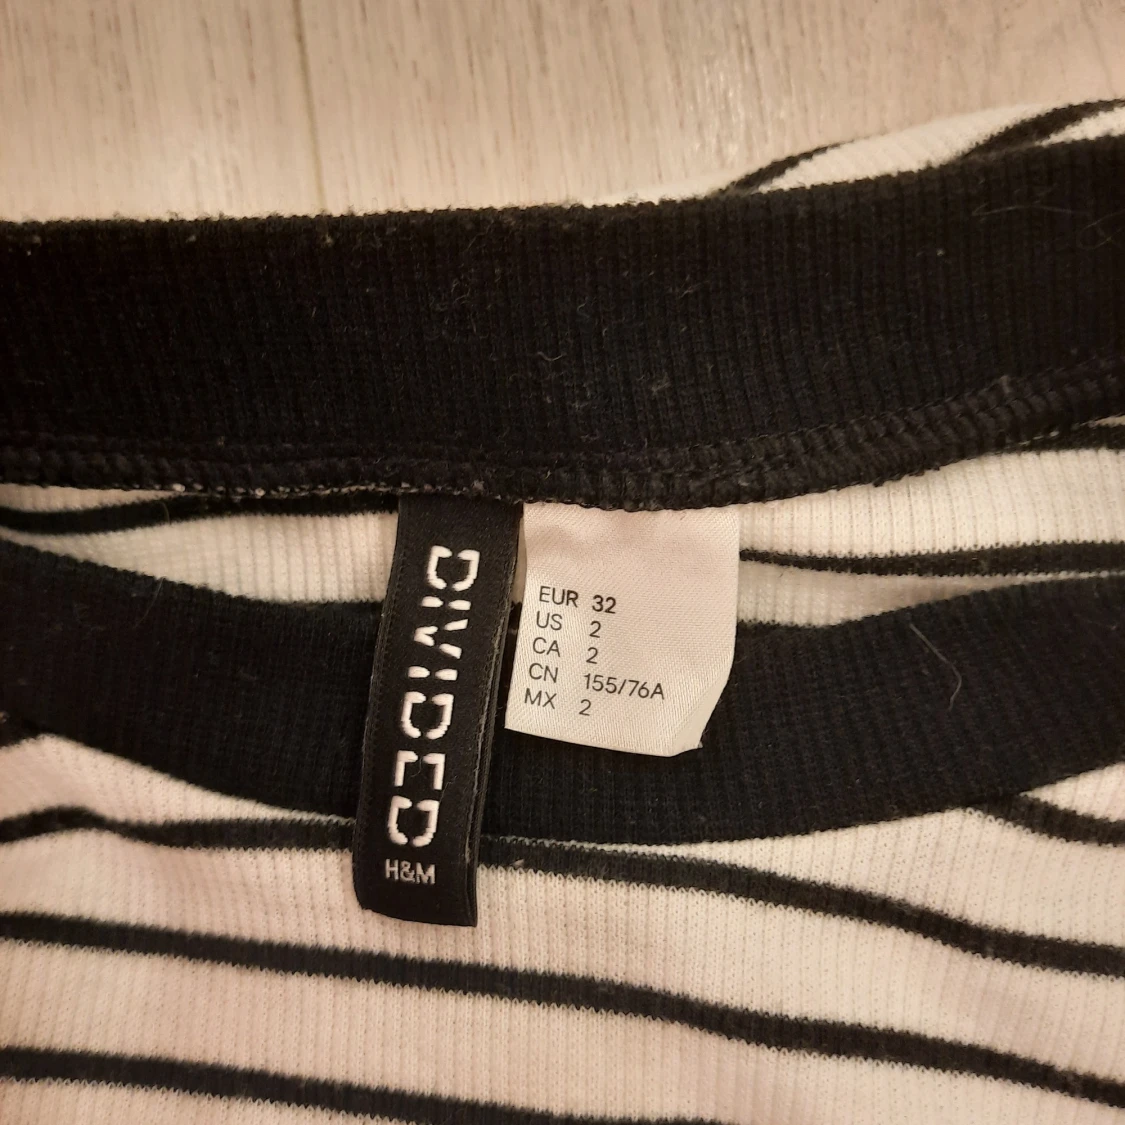 DIVIDED
H&M
EUR 32
US 2
CA 2
CN 155/76A
MX 2